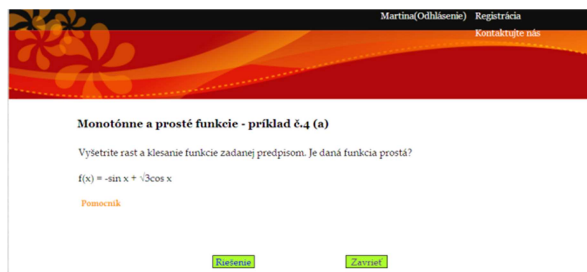 Martina(Odhlásenie) Registrácia
Kontaktujte nás
Monotónne a prosté funkcie - príklad č.4 (a)
Vyšetrite rast a klesanie funkcie zadanej predpisom. Je daná funkcia prostá?
f(x) = -sin x + √3cos x
Pomocník
Riešenie Zavrieť